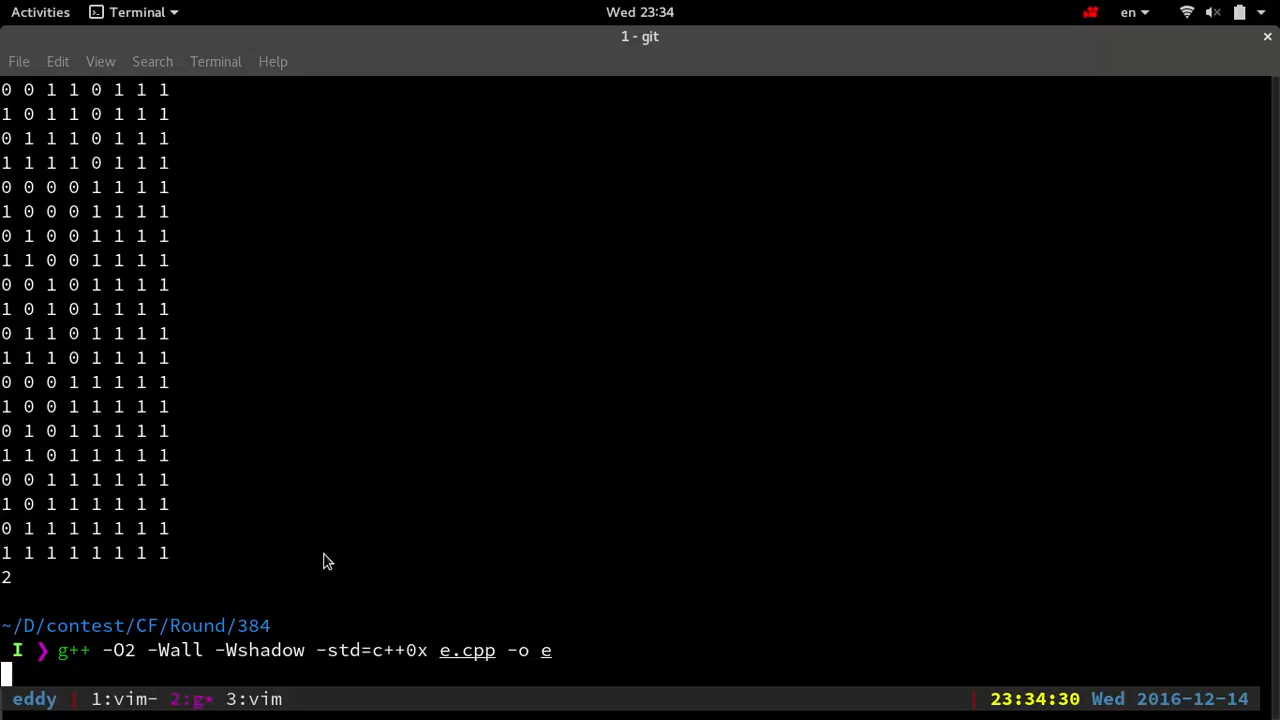 Activities Terminal Wed 23:34 en
1 - git ×
File Edit View Search Terminal Help
0 0 1 1 0 1 1 1
1 0 1 1 0 1 1 1
0 1 1 1 0 1 1 1
1 1 1 1 0 1 1 1
0 0 0 0 1 1 1 1
1 0 0 0 1 1 1 1
0 1 0 0 1 1 1 1
1 1 0 0 1 1 1 1
0 0 1 0 1 1 1 1
1 0 1 0 1 1 1 1
0 1 1 0 1 1 1 1
1 1 1 0 1 1 1 1
0 0 0 1 1 1 1 1
1 0 0 1 1 1 1 1
0 1 0 1 1 1 1 1
1 1 0 1 1 1 1 1
0 0 1 1 1 1 1 1
1 0 1 1 1 1 1 1
0 1 1 1 1 1 1 1
1 1 1 1 1 1 1 1
2
~/D/contest/CF/Round/384
I ❯ g++ -O2 -Wall -Wshadow -std=c++0x e.cpp -o e
eddy 1:vim- 2:g* 3:vim 23:34:30 Wed 2016-12-14